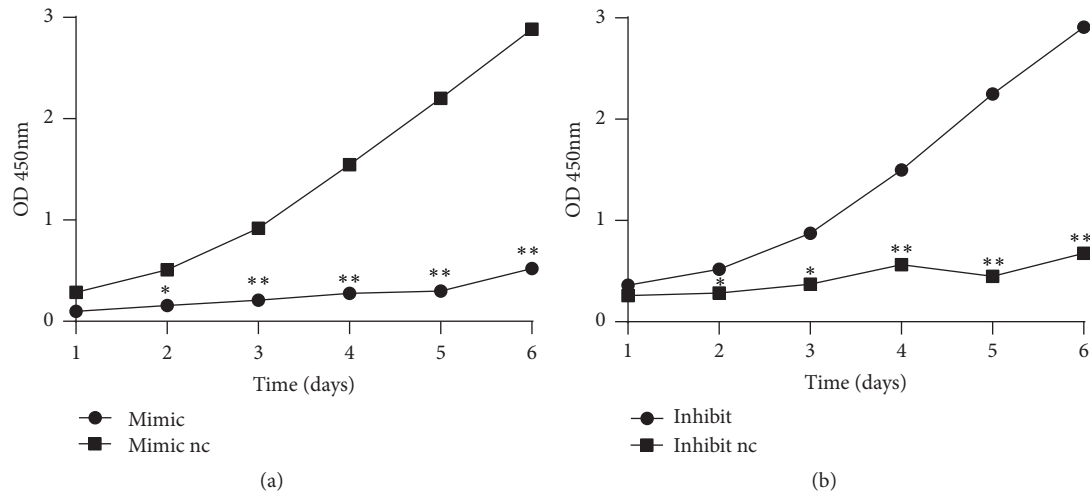 3
2
1
0
OD 450nm
*
**
**
**
**
1 2 3 4 5 6
Time (days)
Mimic
Mimic nc
(a)
3
2
1
0
OD 450nm
*
*
**
**
**
1 2 3 4 5 6
Time (days)
Inhibit
Inhibit nc
(b)